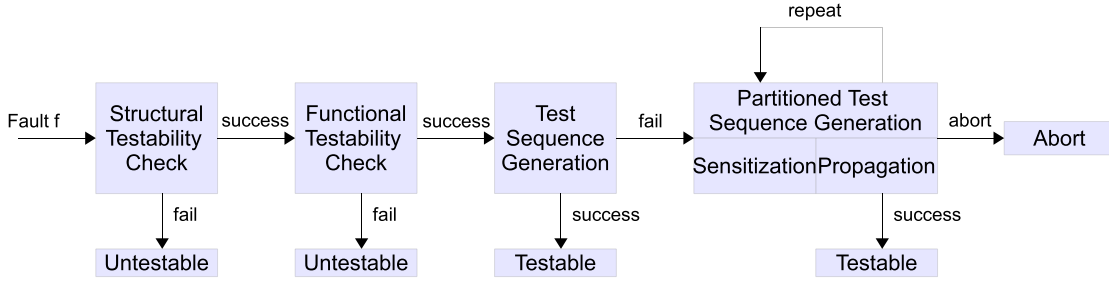 repeat
Fault f
Structural
Testability
Check
success
Functional
Testability
Check
success
Test
Sequence
Generation
fail
Partitioned Test
Sequence Generation
Sensitization
Propagation
abort
Abort
fail
fail
success
success
Untestable
Untestable
Testable
Testable